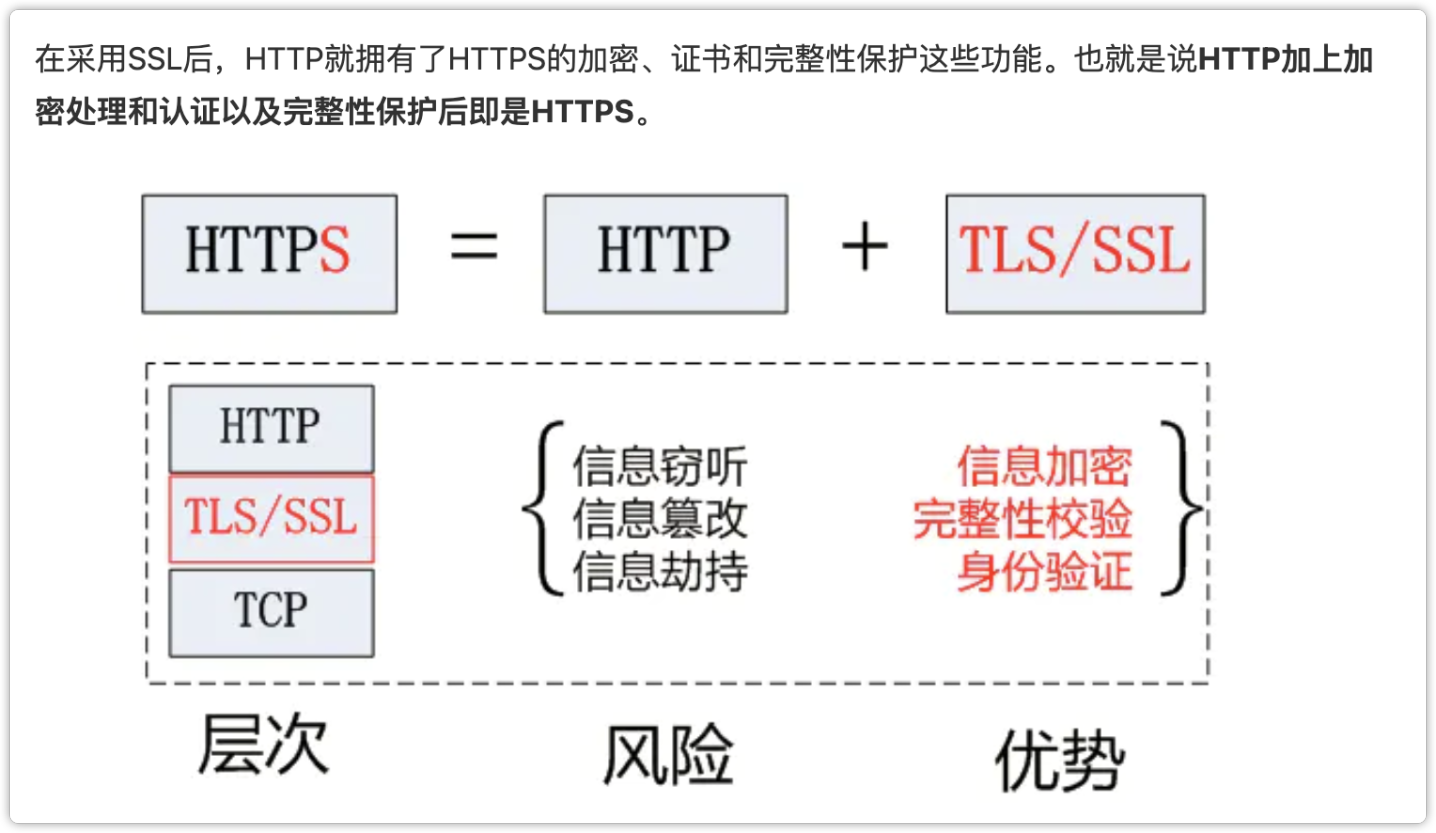 在采用SSL后，HTTP就拥有了HTTPS的加密、证书和完整性保护这些功能。也就是说HTTP加上加
密处理和认证以及完整性保护后即是HTTPS。
HTTPS = HTTP + TLS/SSL
HTTP
TLS/SSL
TCP
信息窃听
信息篡改
信息劫持
信息加密
完整性校验
身份验证
层次
风险
优势